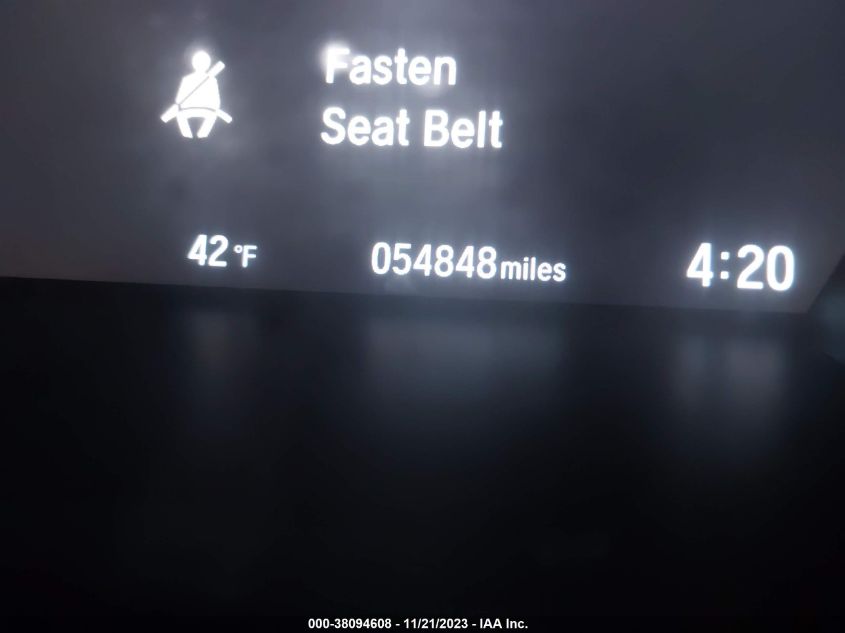 Fasten
Seat Belt
42 °F 054848 miles 4:20
000-38094608 - 11/21/2023 - IAA Inc.